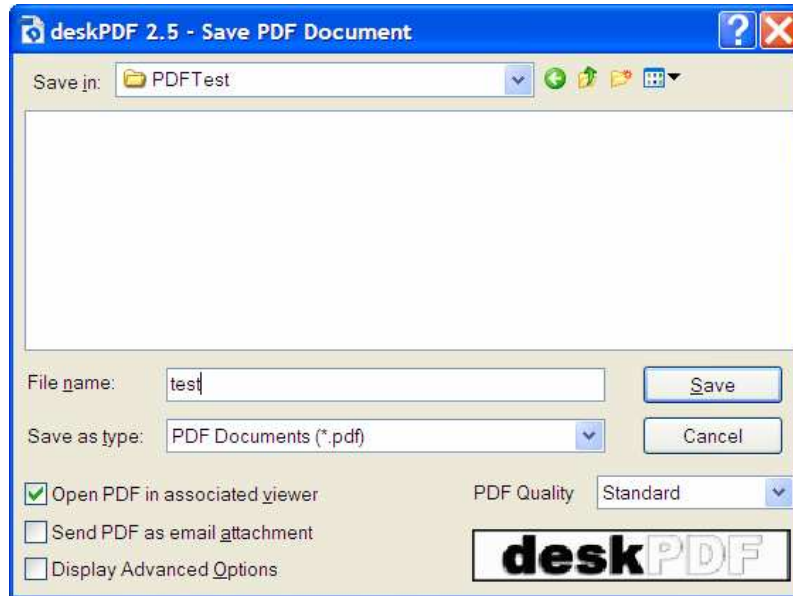 deskPDF 2.5 - Save PDF Document
Save in: PDFTest
File name: test Save
Save as type: PDF Documents (*.pdf) Cancel
Open PDF in associated viewer PDF Quality Standard
Send PDF as email attachment
Display Advanced Options
deskPDF